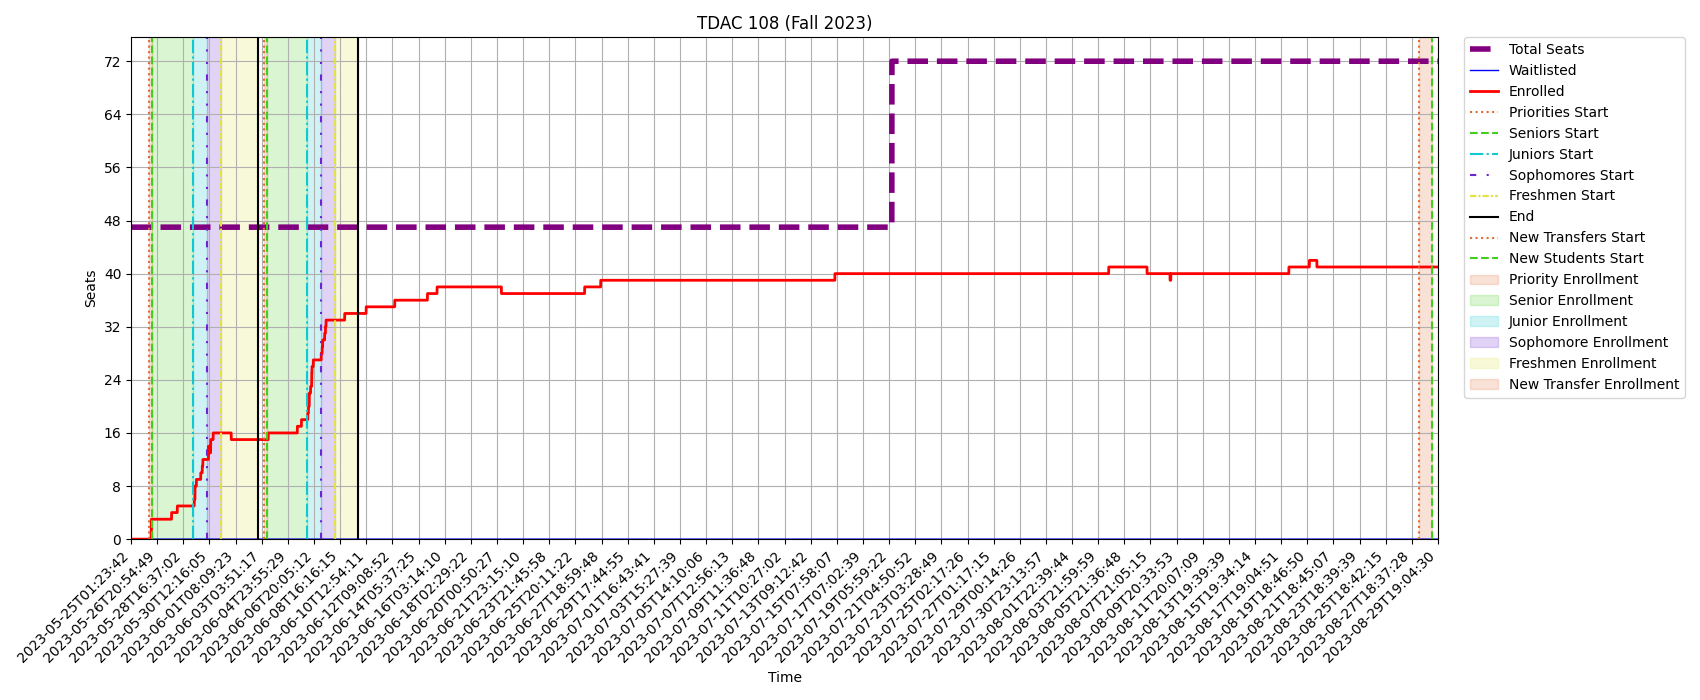 TDAC 108 (Fall 2023)
72
64
56
48
40
32
24
16
8
0
Seats
2023-05-25T01:23:42
2023-05-26T20:54:49
2023-05-28T16:37:02
2023-05-30T12:16:05
2023-06-01T08:09:23
2023-06-03T03:51:17
2023-06-04T23:55:29
2023-06-06T20:05:12
2023-06-08T16:16:15
2023-06-10T12:54:11
2023-06-12T09:08:52
2023-06-14T05:37:25
2023-06-16T03:14:10
2023-06-18T02:29:22
2023-06-20T00:50:27
2023-06-21T23:15:10
2023-06-23T21:45:58
2023-06-25T20:11:22
2023-06-27T18:59:48
2023-06-29T17:44:55
2023-07-01T16:43:41
2023-07-03T15:27:39
2023-07-05T14:10:06
2023-07-07T12:56:13
2023-07-09T11:36:48
2023-07-11T10:27:02
2023-07-13T09:12:42
2023-07-15T07:58:07
2023-07-17T07:02:39
2023-07-19T05:59:22
2023-07-21T04:50:52
2023-07-23T03:28:49
2023-07-25T02:17:26
2023-07-27T01:17:15
2023-07-29T00:14:26
2023-07-30T23:13:57
2023-08-01T22:39:44
2023-08-03T21:59:59
2023-08-05T21:36:48
2023-08-07T21:05:15
2023-08-09T20:33:53
2023-08-11T20:07:09
2023-08-13T19:39:39
2023-08-15T19:34:14
2023-08-17T19:04:51
2023-08-19T18:46:50
2023-08-21T18:45:07
2023-08-23T18:39:39
2023-08-25T18:42:15
2023-08-27T18:37:28
2023-08-29T19:04:30
Time
Total Seats
Waitlisted
Enrolled
Priorities Start
Seniors Start
Juniors Start
Sophomores Start
Freshmen Start
End
New Transfers Start
New Students Start
Priority Enrollment
Senior Enrollment
Junior Enrollment
Sophomore Enrollment
Freshmen Enrollment
New Transfer Enrollment